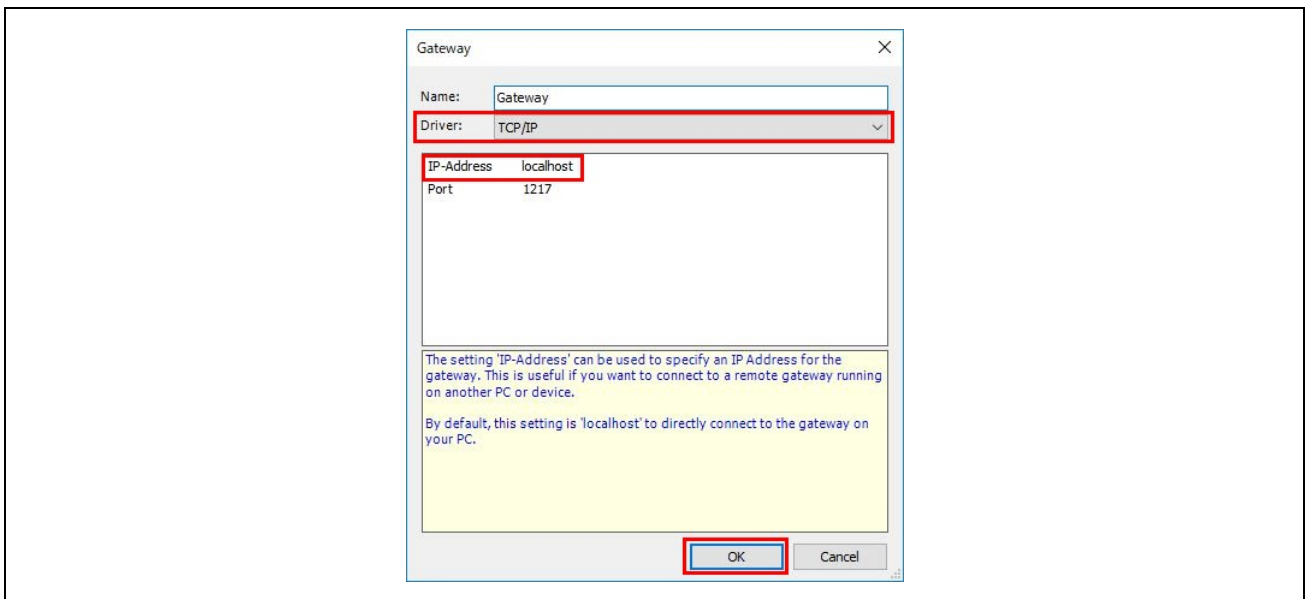 Gateway
Name: Gateway
Driver: TCP/IP
IP-Address localhost
Port 1217
The setting 'IP-Address' can be used to specify an IP Address for the
gateway. This is useful if you want to connect to a remote gateway running
on another PC or device.
By default, this setting is 'localhost' to directly connect to the gateway on
your PC.
OK Cancel